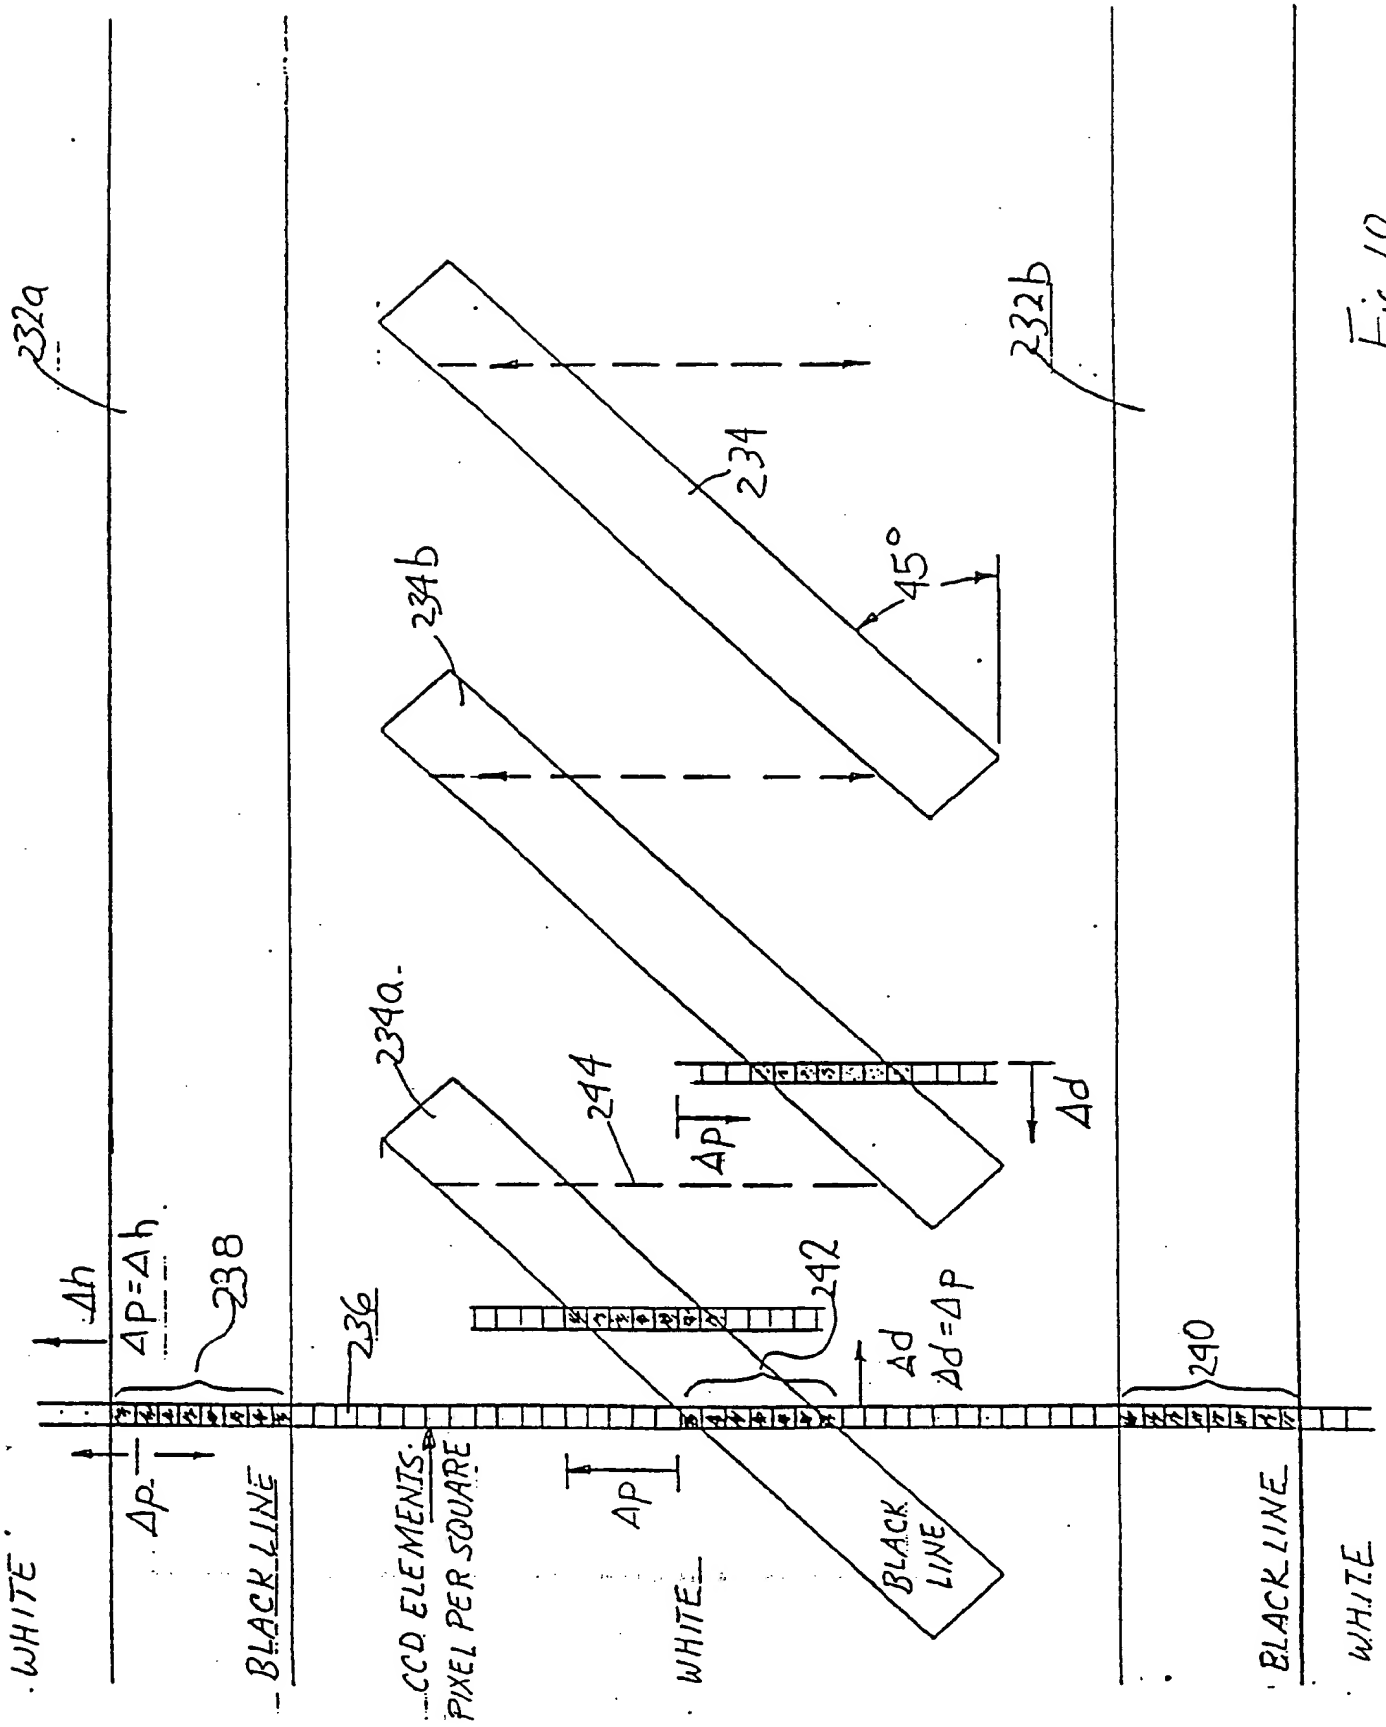 WHITE
Δh
232a
Δp
Δp=Δh
238
BLACK LINE
CCD ELEMENTS
PIXEL PER SQUARE
236
234a
234b
244
234
Δp
WHITE
Δp
242
45°
BLACK
LINE
Δd
Δd=Δp
Δd
232b
240
BLACK LINE
WHITE